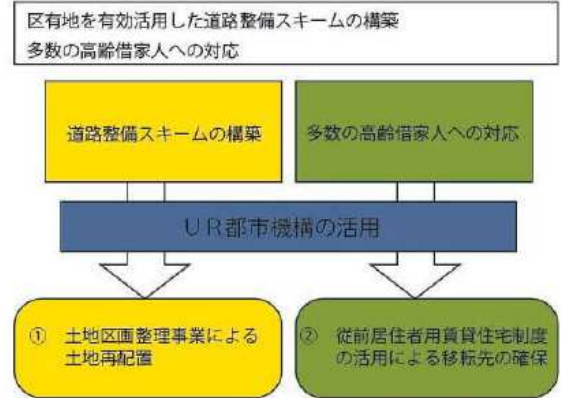 区有地を有効活用した道路整備スキームの構築
多数の高齢借家人への対応
道路整備スキームの構築
多数の高齢借家人への対応
UR都市機構の活用
① 土地区画整理事業による
土地再配置
② 従前居住者用賃貸住宅制度
の活用による移転先の確保